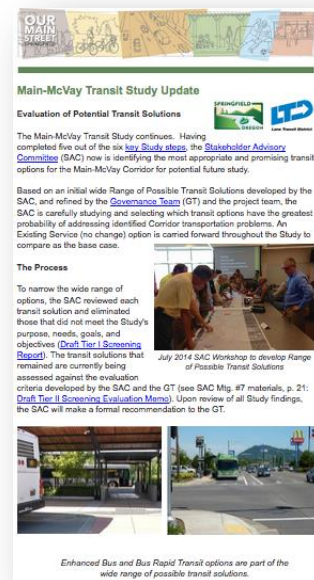 OUR
MAIN
STREET
SPRINGFIELD
Main-McVay Transit Study Update
Evaluation of Potential Transit Solutions
SPRINGFIELD
OREGON
LTD
Lane Transit District
The Main-McVay Transit Study continues. Having
completed five out of the six key Study steps, the Stakeholder Advisory
Committee (SAC) now is identifying the most appropriate and promising transit
options for the Main-McVay Corridor for potential future study.
Based on an initial wide Range of Possible Transit Solutions developed by the
SAC, and refined by the Governance Team (GT) and the project team, the
SAC is carefully studying and selecting which transit options have the greatest
probability of addressing identified Corridor transportation problems. An
Existing Service (no change) option is carried forward throughout the Study to
compare as the base case.
The Process
To narrow the wide range of
options, the SAC reviewed each
transit solution and eliminated
those that did not meet the Study's
purpose, needs, goals, and
objectives (Draft Tier I Screening
Report). The transit solutions that
remained are currently being
assessed against the evaluation
July 2014 SAC Workshop to develop Range
of Possible Transit Solutions
criteria developed by the SAC and the GT (see SAC Mtg. #7 materials, p. 21:
Draft Tier II Screening Evaluation Memo). Upon review of all Study findings,
the SAC will make a formal recommendation to the GT.
Enhanced Bus and Bus Rapid Transit options are part of the
wide range of possible transit solutions.